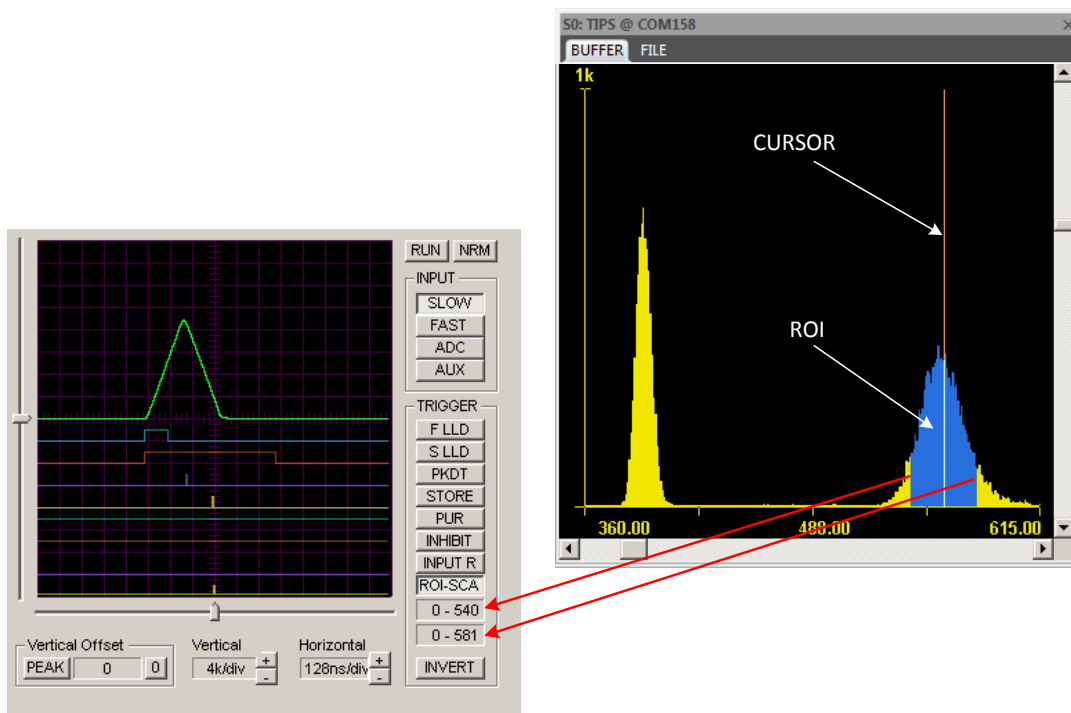 S0: TIPS @ COM158
BUFFER FILE
1k
CURSOR
ROI
360.00 488.00 615.00
RUN NRM
INPUT
SLOW
FAST
ADC
AUX
TRIGGER
F LLD
S LLD
PKDT
STORE
PUR
INHIBIT
INPUT R
ROI-SCA
0 - 540
0 - 581
INVERT
Vertical Offset
PEAK 0 0
Vertical
4k/div + -
Horizontal
128ns/div + -